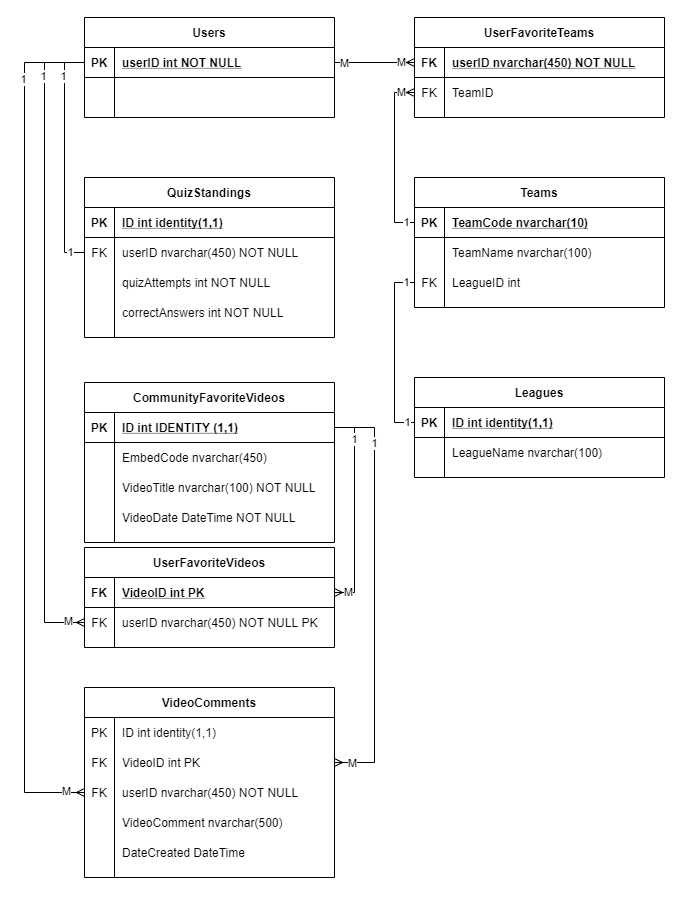 Users
PK userID int NOT NULL
UserFavoriteTeams
FK userID nvarchar(450) NOT NULL
FK TeamID
1
1
1
M
M
M
QuizStandings
PK ID int identity(1,1)
FK userID nvarchar(450) NOT NULL
quizAttempts int NOT NULL
correctAnswers int NOT NULL
1
Teams
PK TeamCode nvarchar(10)
TeamName nvarchar(100)
FK LeagueID int
1
1
CommunityFavoriteVideos
PK ID int IDENTITY (1,1)
EmbedCode nvarchar(450)
VideoTitle nvarchar(100) NOT NULL
VideoDate DateTime NOT NULL
1
1
Leagues
PK ID int identity(1,1)
LeagueName nvarchar(100)
1
UserFavoriteVideos
FK VideoID int PK
FK userID nvarchar(450) NOT NULL PK
M
M
VideoComments
PK ID int identity(1,1)
FK VideoID int PK
FK userID nvarchar(450) NOT NULL
VideoComment nvarchar(500)
DateCreated DateTime
M
M